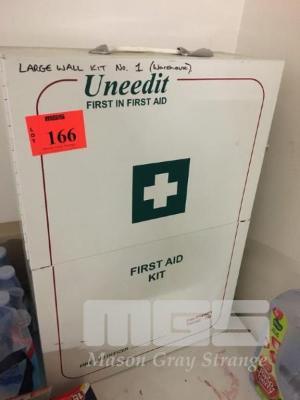 LARGE WALL KIT No. 1 (WAREHOUSE)
Uneedit
FIRST IN FIRST AID
MGS
LOT
166
FIRST AID
KIT
MGS
Mason Gray Strange